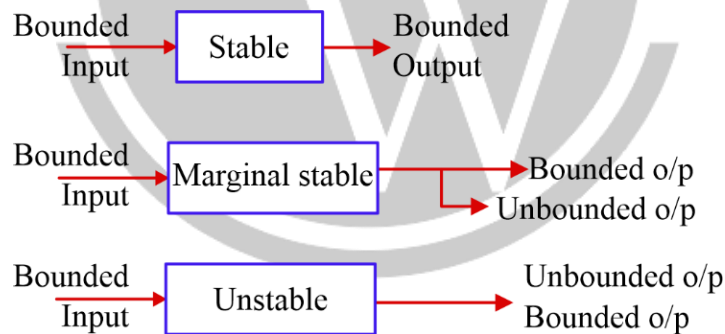 Bounded
Input
Stable
Bounded
Output
Bounded
Input
Marginal stable
Bounded o/p
Unbounded o/p
Bounded
Input
Unstable
Unbounded o/p
Bounded o/p